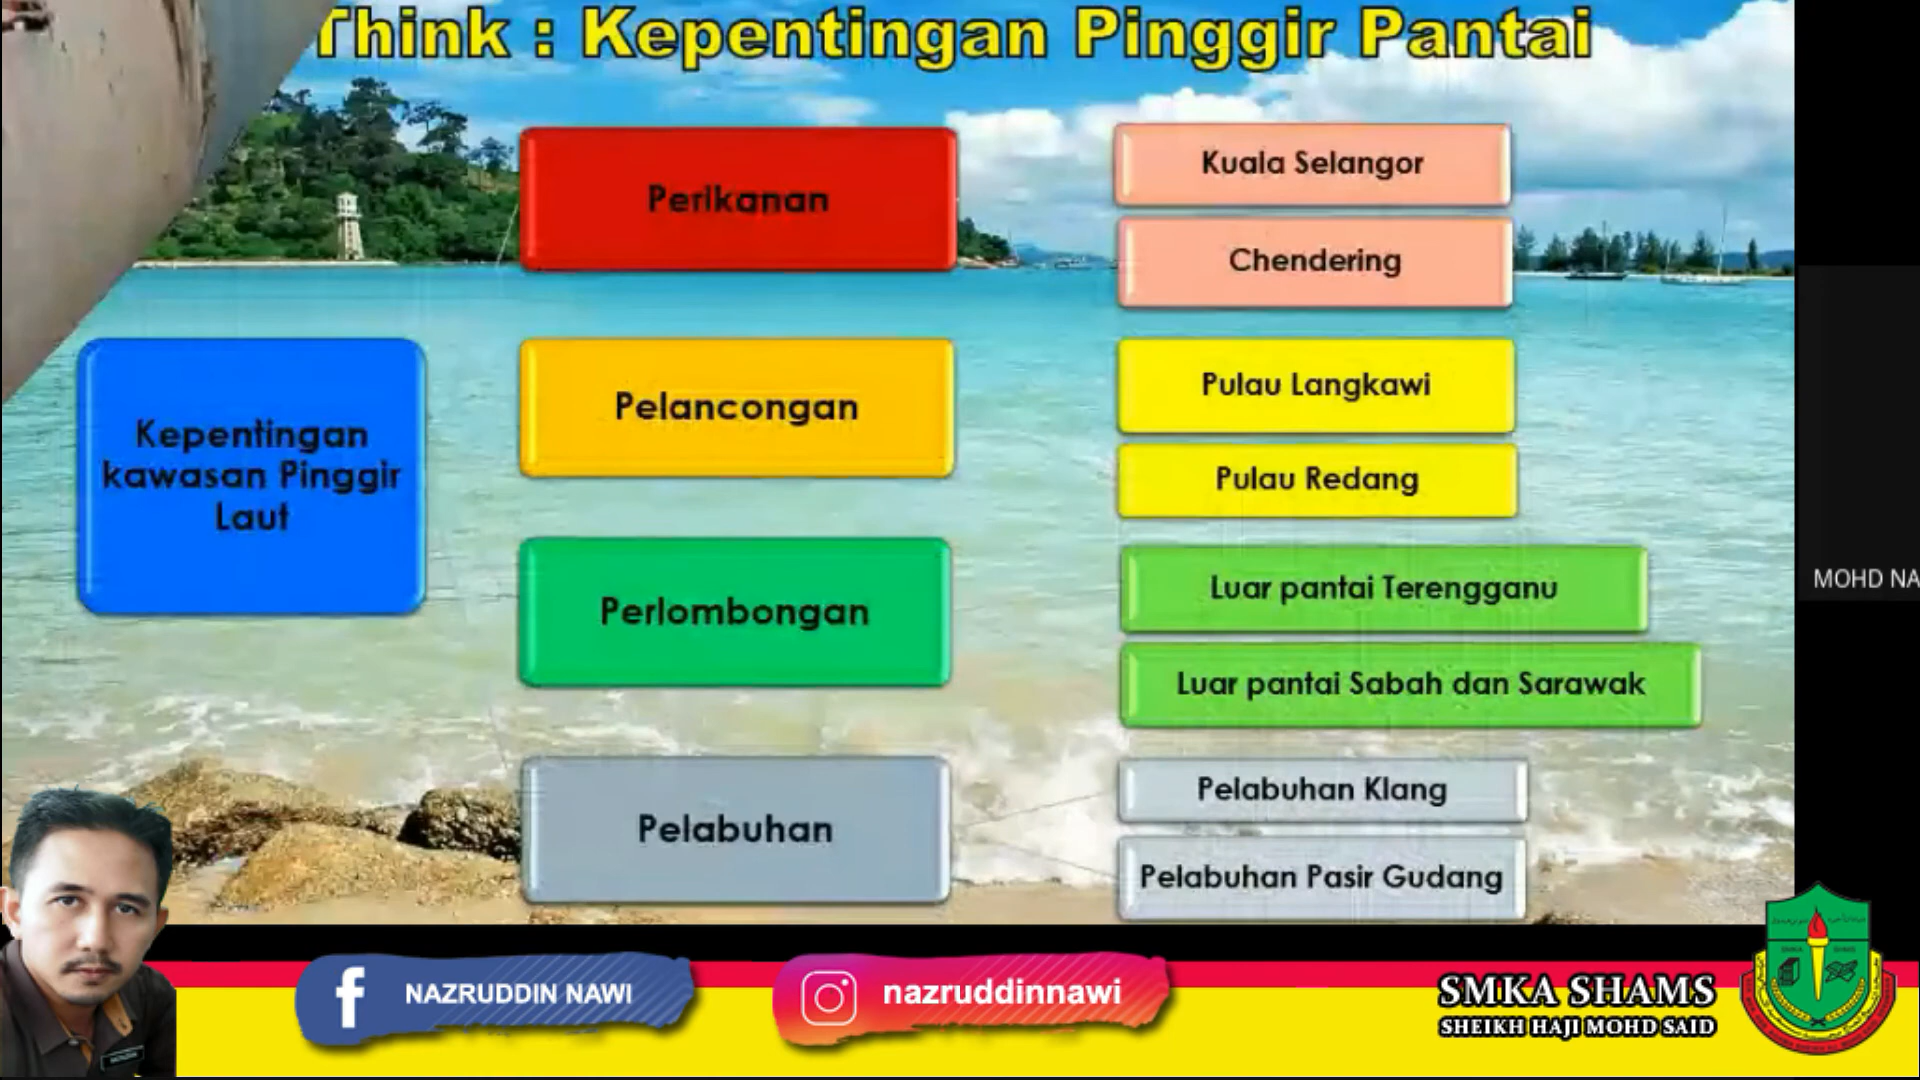 Think : Kepentingan Pinggir Pantai
Kepentingan
kawasan Pinggir
Laut
Perikanan
Kuala Selangor
Chendering
Pelancongan
Pulau Langkawi
Pulau Redang
Perlombongan
Luar pantai Terengganu
Luar pantai Sabah dan Sarawak
Pelabuhan
Pelabuhan Klang
Pelabuhan Pasir Gudang
MOHD NA
NAZRUDDIN NAWI
nazruddinnawi
SMKA SHAMS
SHEIKH HAJI MOHD SAID